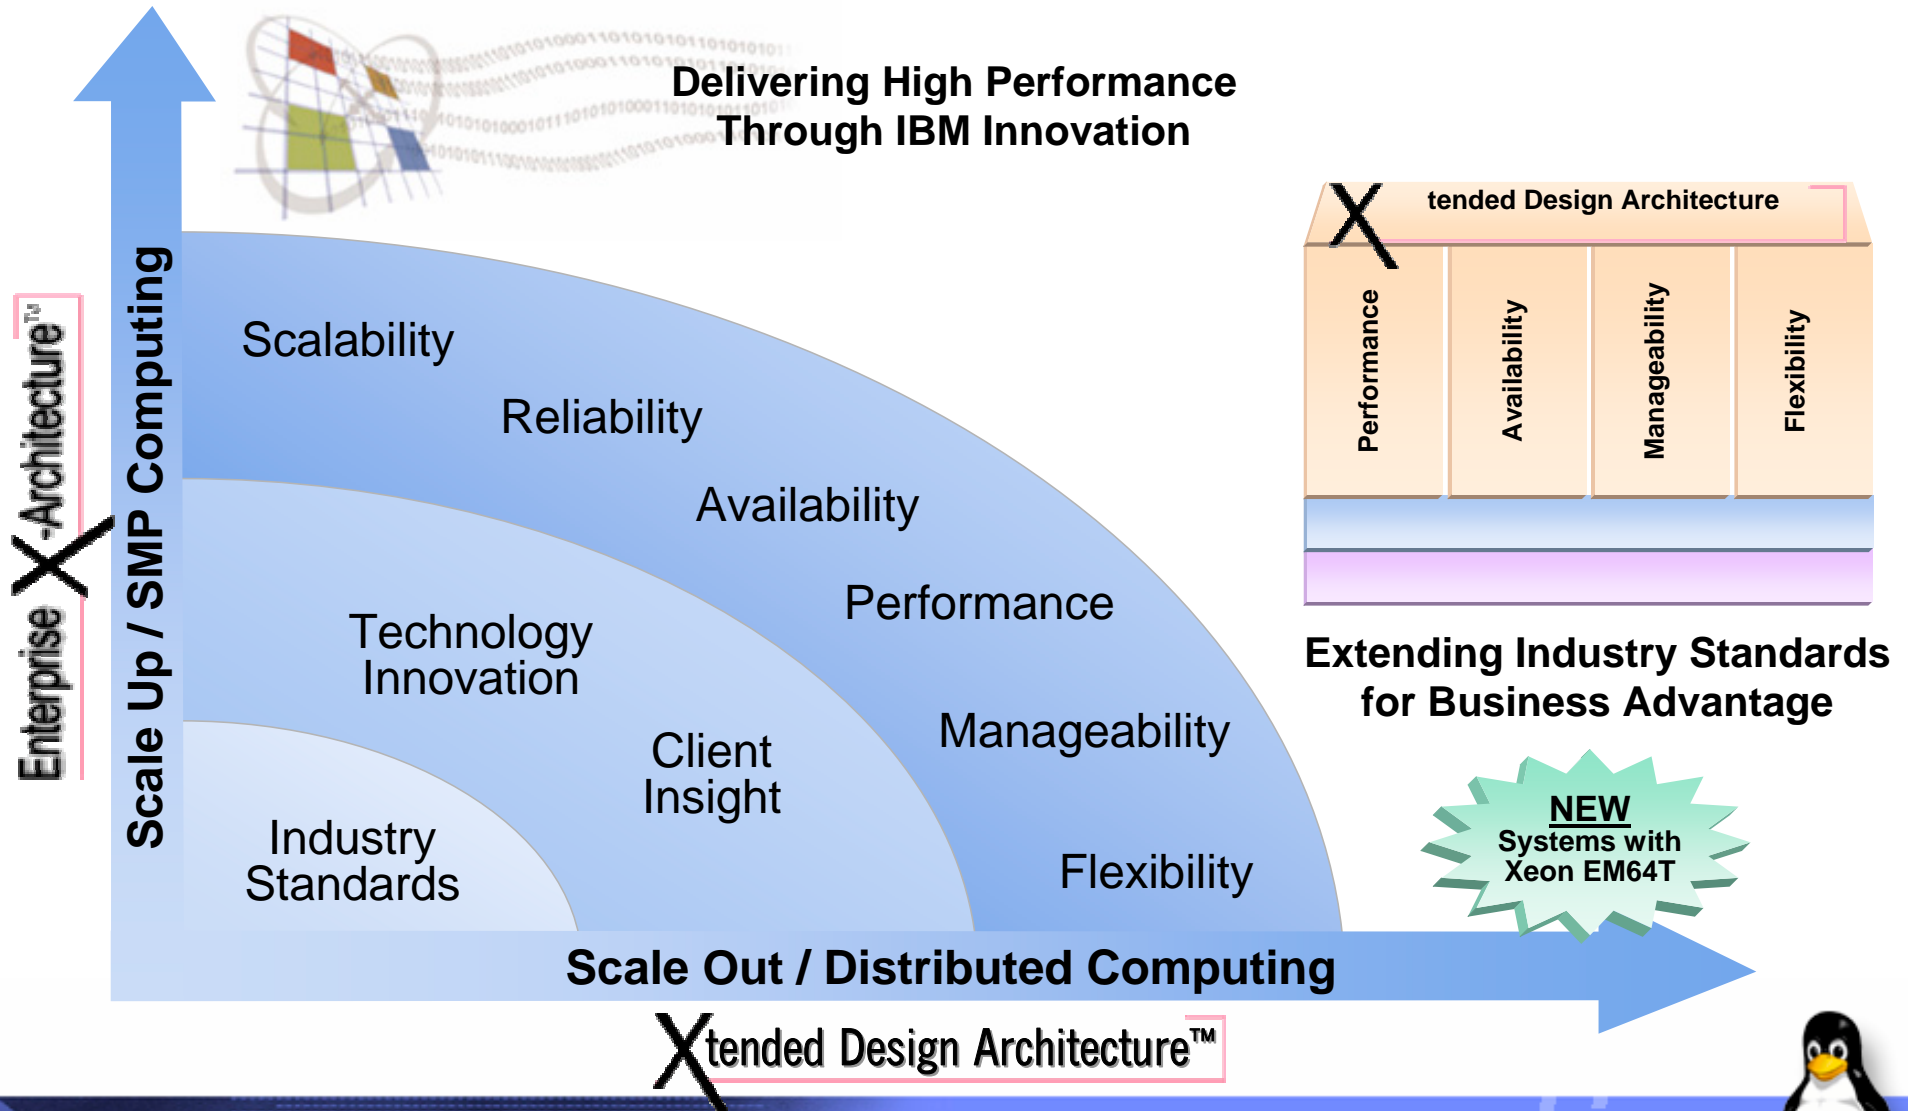 Delivering High Performance
Through IBM Innovation
Enterprise X-Architecture™
Scale Up / SMP Computing
Scalability
Reliability
Availability
Performance
Manageability
Flexibility
Technology
Innovation
Client
Insight
Industry
Standards
Xtended Design Architecture
Performance
Availability
Manageability
Flexibility
Extending Industry Standards
for Business Advantage
NEW
Systems with
Xeon EM64T
Scale Out / Distributed Computing
Xtended Design Architecture™